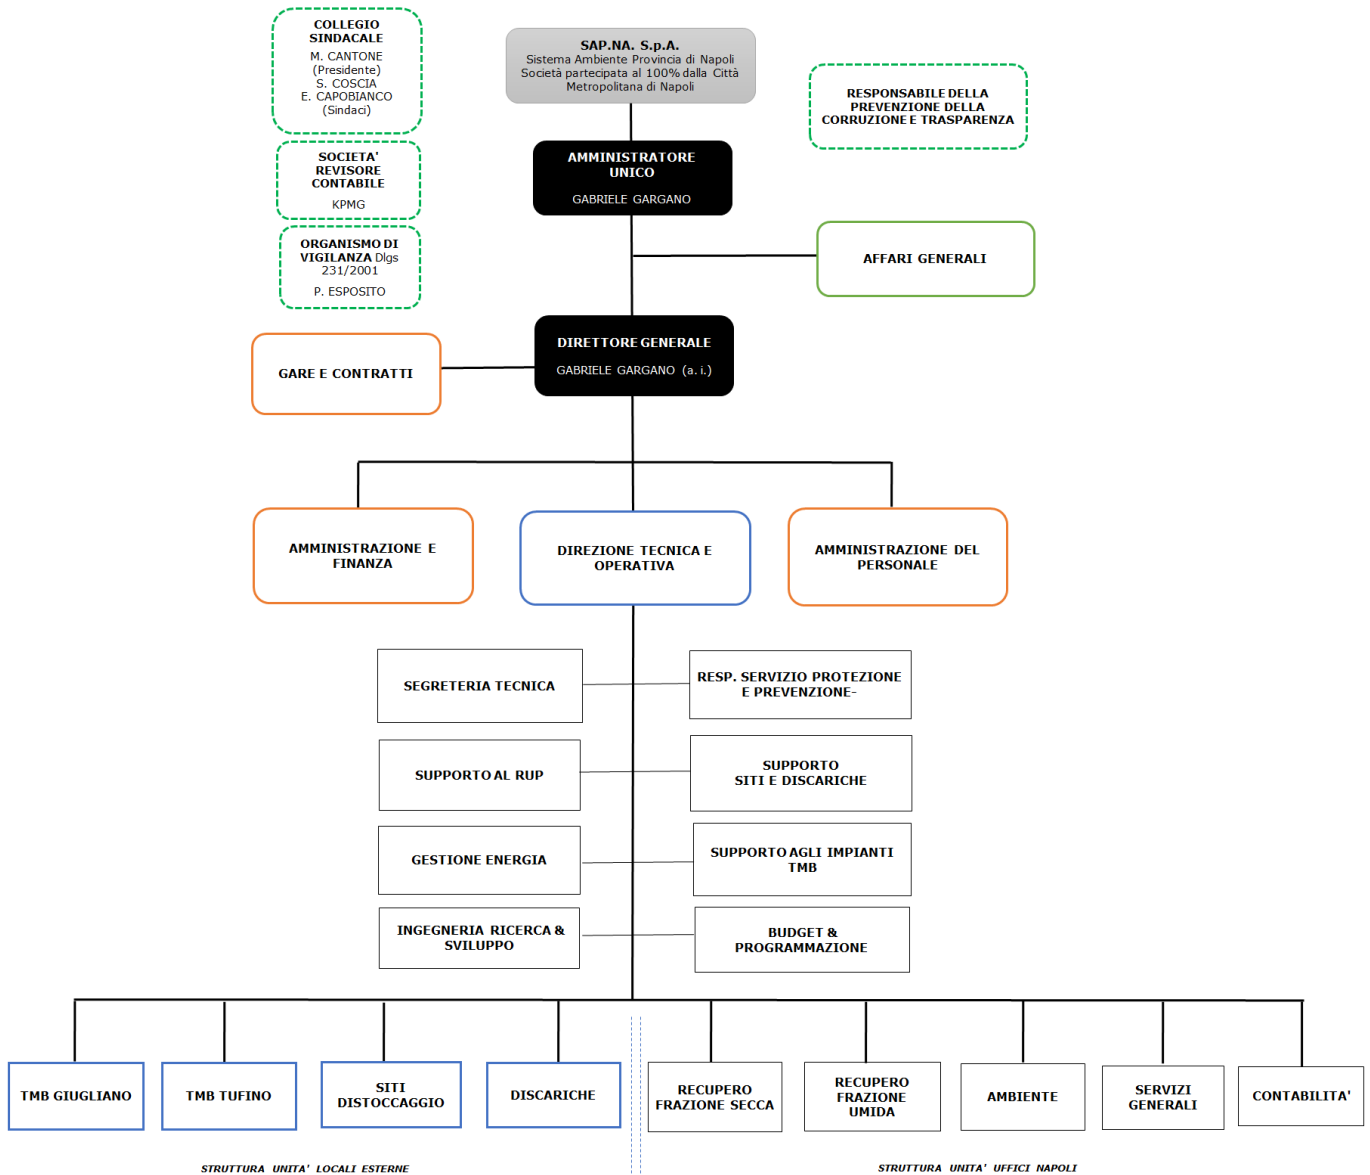 COLLEGIO
SINDACALE
M. CANTONE
(Presidente)
S. COSCIA
E. CAPOBIANCO
(Sindaci)
SAP.NA. S.p.A.
Sistema Ambiente Provincia di Napoli
Società partecipata al 100% dalla Città
Metropolitana di Napoli
RESPONSABILE DELLA
PREVENZIONE DELLA
CORRUZIONE E TRASPARENZA
SOCIETA'
REVISORE
CONTABILE
KPMG
AMMINISTRATORE
UNICO
GABRIELE GARGANO
ORGANISMO DI
VIGILANZA Dlgs
231/2001
P. ESPOSITO
AFFARI GENERALI
GARE E CONTRATTI
DIRETTORE GENERALE
GABRIELE GARGANO (a. i.)
AMMINISTRAZIONE E
FINANZA
DIREZIONE TECNICA E
OPERATIVA
AMMINISTRAZIONE DEL
PERSONALE
SEGRETERIA TECNICA
RESP. SERVIZIO PROTEZIONE
E PREVENZIONE-
SUPPORTO AL RUP
SUPPORTO
SITI E DISCARICHE
GESTIONE ENERGIA
SUPPORTO AGLI IMPIANTI
TMB
INGEGNERIA RICERCA &
SVILUPPO
BUDGET &
PROGRAMMAZIONE
TMB GIUGLIANO
TMB TUFINO
SITI
DISTOCCAGGIO
DISCARICHE
RECUPERO
FRAZIONE SECCA
RECUPERO
FRAZIONE
UMIDA
AMBIENTE
SERVIZI
GENERALI
CONTABILITA'
STRUTTURA UNITA' LOCALI ESTERNE
STRUTTURA UNITA' UFFICI NAPOLI